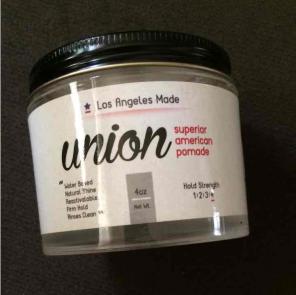 ★ Los Angeles Made
union
superior
american
pomade
" Water Based
Natural Shine
Reactivatable
Firm Hold
Rinses Clean "
4oz
Net Wt.
Hold Strength
1·2·3·4